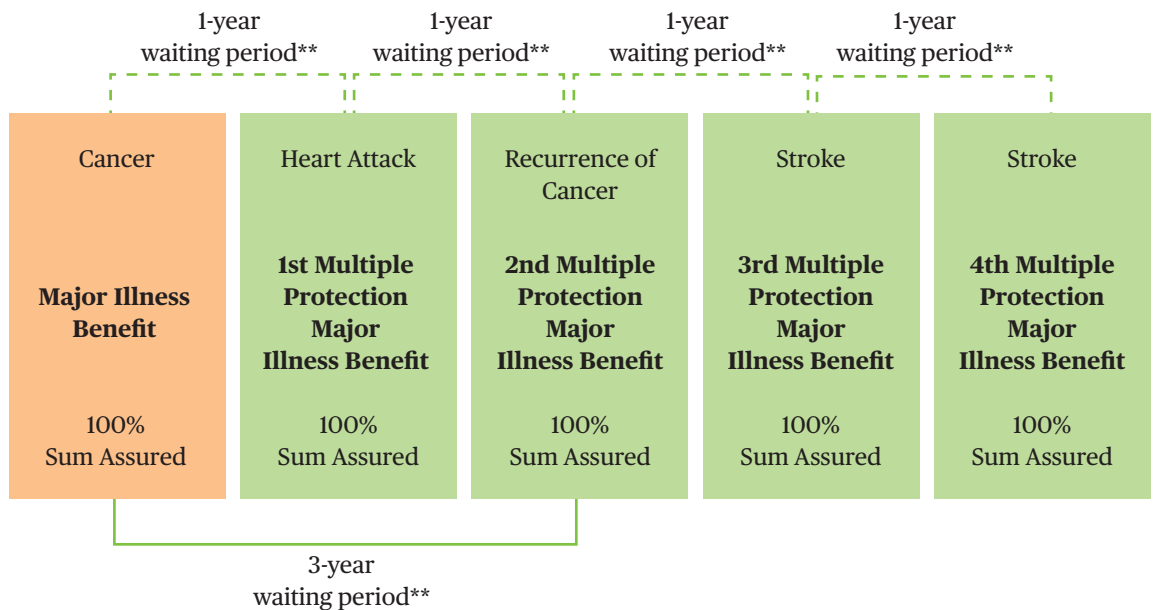 1-year
waiting period**
1-year
waiting period**
1-year
waiting period**
1-year
waiting period**
Cancer
Major Illness
Benefit
100%
Sum Assured
Heart Attack
1st Multiple
Protection
Major
Illness Benefit
100%
Sum Assured
Recurrence of
Cancer
2nd Multiple
Protection
Major
Illness Benefit
100%
Sum Assured
Stroke
3rd Multiple
Protection
Major
Illness Benefit
100%
Sum Assured
Stroke
4th Multiple
Protection
Major
Illness Benefit
100%
Sum Assured
3-year
waiting period**